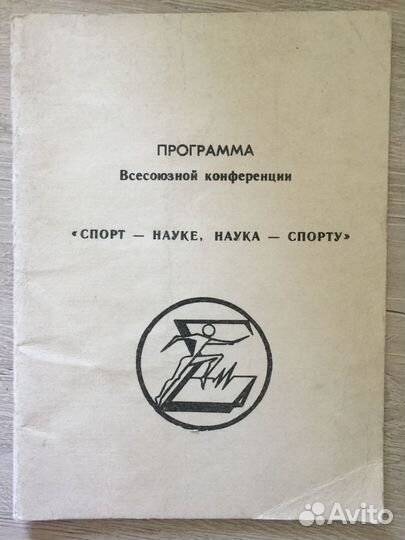 ПРОГРАММА
Всесоюзной конференции
«СПОРТ — НАУКЕ, НАУКА — СПОРТУ»
Avito